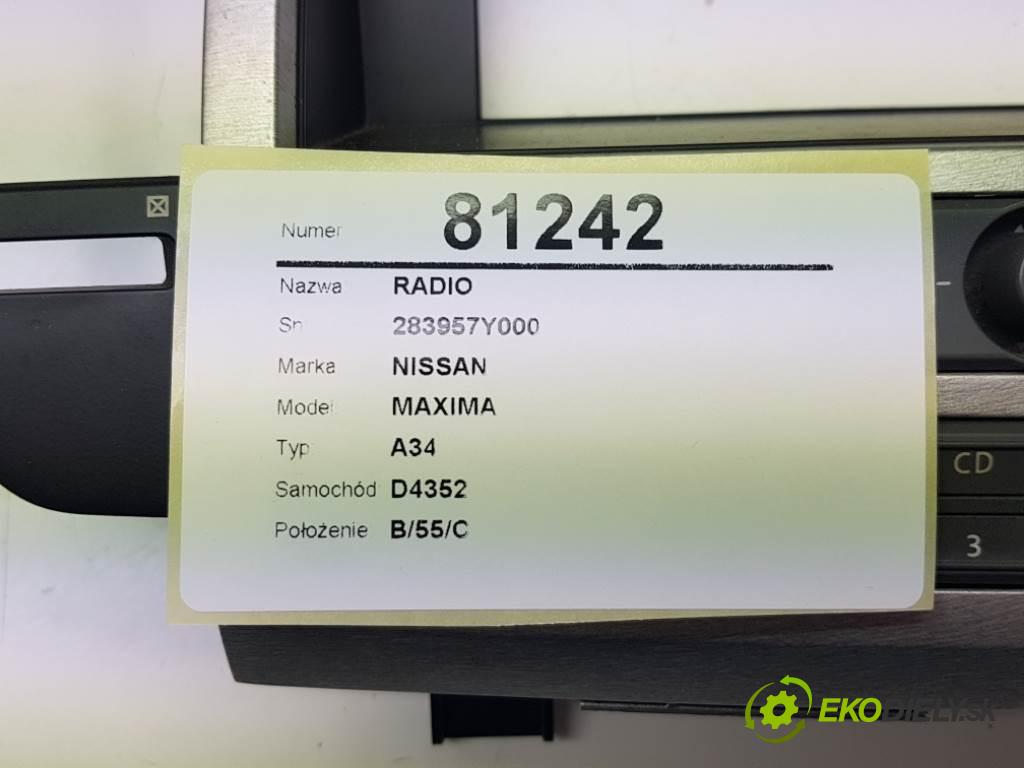 Numer 81242
Nazwa RADIO
Sn 283957Y000
Marka NISSAN
Model MAXIMA
Typ A34
Samochód D4352
Położenie B/55/C
CD
3
EKODIELY.SK